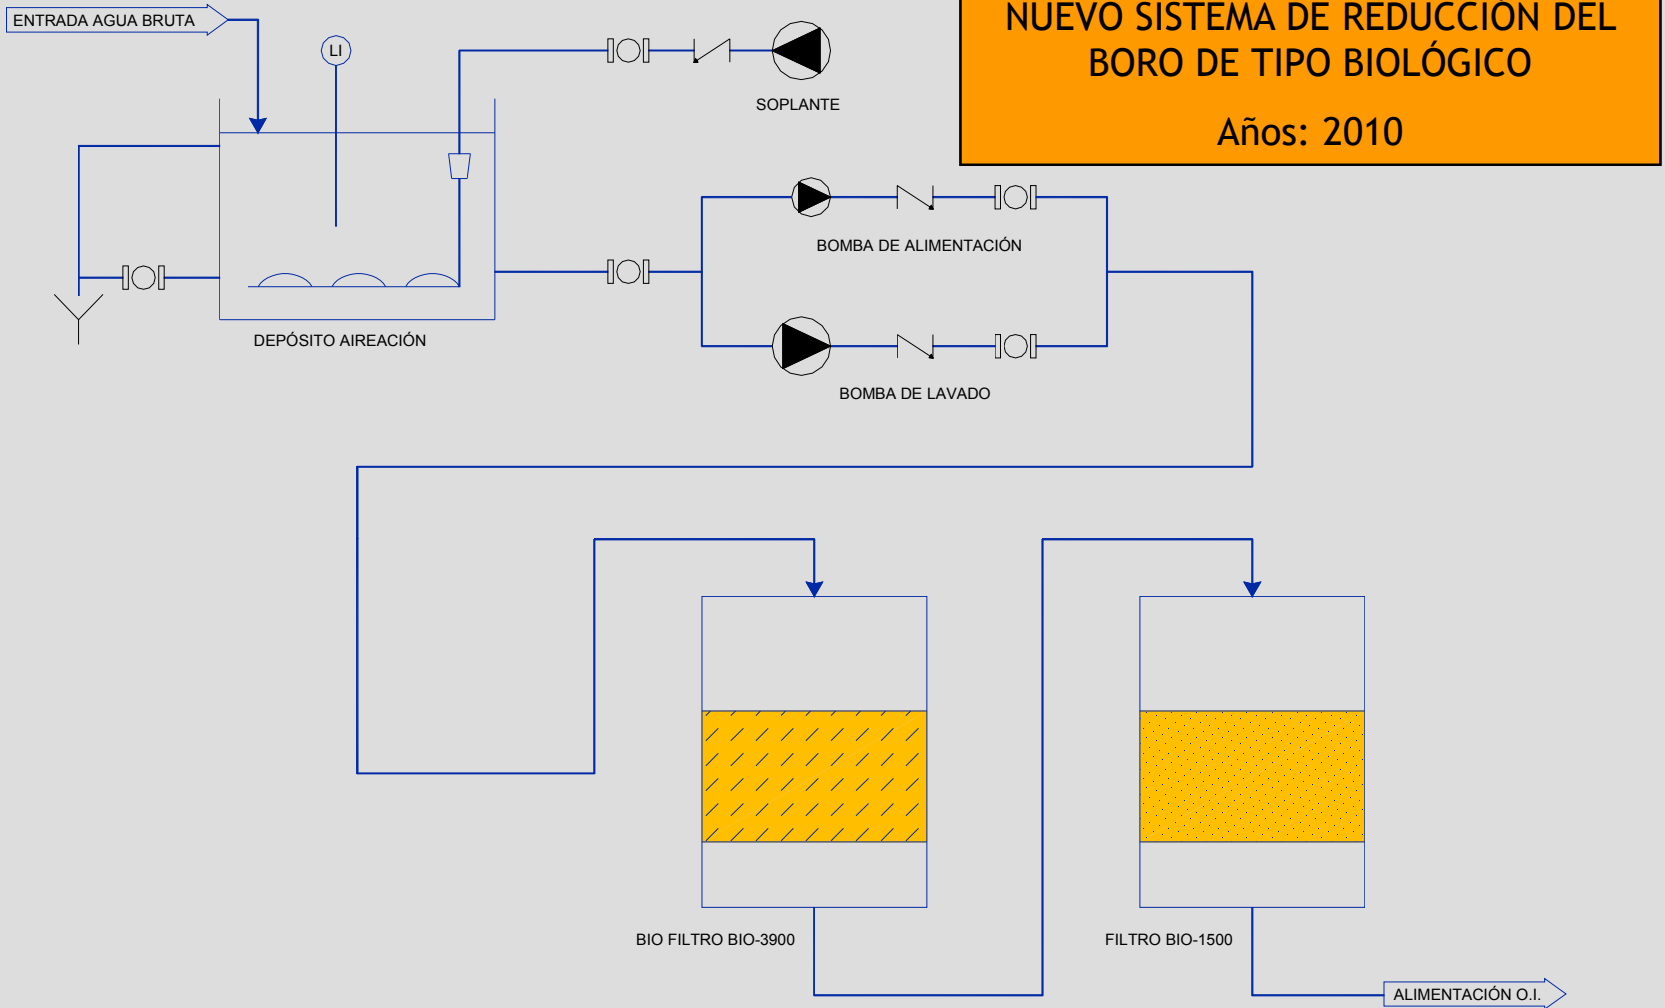 ENTRADA AGUA BRUTA
NUEVO SISTEMA DE REDUCCIÓN DEL
BORO DE TIPO BIOLÓGICO
Años: 2010
LI
SOPLANTE
BOMBA DE ALIMENTACIÓN
DEPÓSITO AIREACIÓN
BOMBA DE LAVADO
BIO FILTRO BIO-3900
FILTRO BIO-1500
ALIMENTACIÓN O.I.